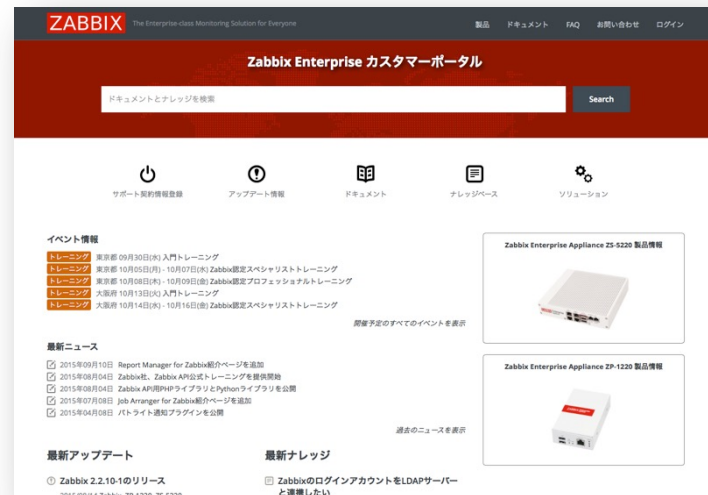 ZABBIX The Enterprise-class Monitoring Solution for Everyone
製品 ドキュメント FAQ お問い合わせ ログイン
Zabbix Enterprise カスタマーポータル
ドキュメントとナレッジを検索 Search
サポート契約情報登録 アップデート情報 ドキュメント ナレッジベース ソリューション
イベント情報
トレーニング 東京都 09月30日(水) 入門トレーニング
トレーニング 東京都 10月05日(月) - 10月07日(水) Zabbix認定スペシャリストトレーニング
トレーニング 東京都 10月08日(木) - 10月09日(金) Zabbix認定プロフェッショナルトレーニング
トレーニング 大阪府 10月13日(火) 入門トレーニング
トレーニング 大阪府 10月14日(水) - 10月16日(金) Zabbix認定スペシャリストトレーニング
開催予定のすべてのイベントを表示
最新ニュース
2015年09月10日 Report Manager for Zabbix紹介ページを追加
2015年08月04日 Zabbix社、Zabbix API公式トレーニングを提供開始
2015年08月04日 Zabbix API用PHPライブラリとPythonライブラリを公開
2015年07月08日 Job Arranger for Zabbix紹介ページを追加
2015年04月08日 パトライト通知プラグインを公開
過去のニュースを表示
Zabbix Enterprise Appliance ZS-5220 製品情報
Zabbix Enterprise Appliance ZP-1220 製品情報
最新アップデート
Zabbix 2.2.10-1のリリース
最新ナレッジ
ZabbixのログインアカウントをLDAPサーバー
と連携したい